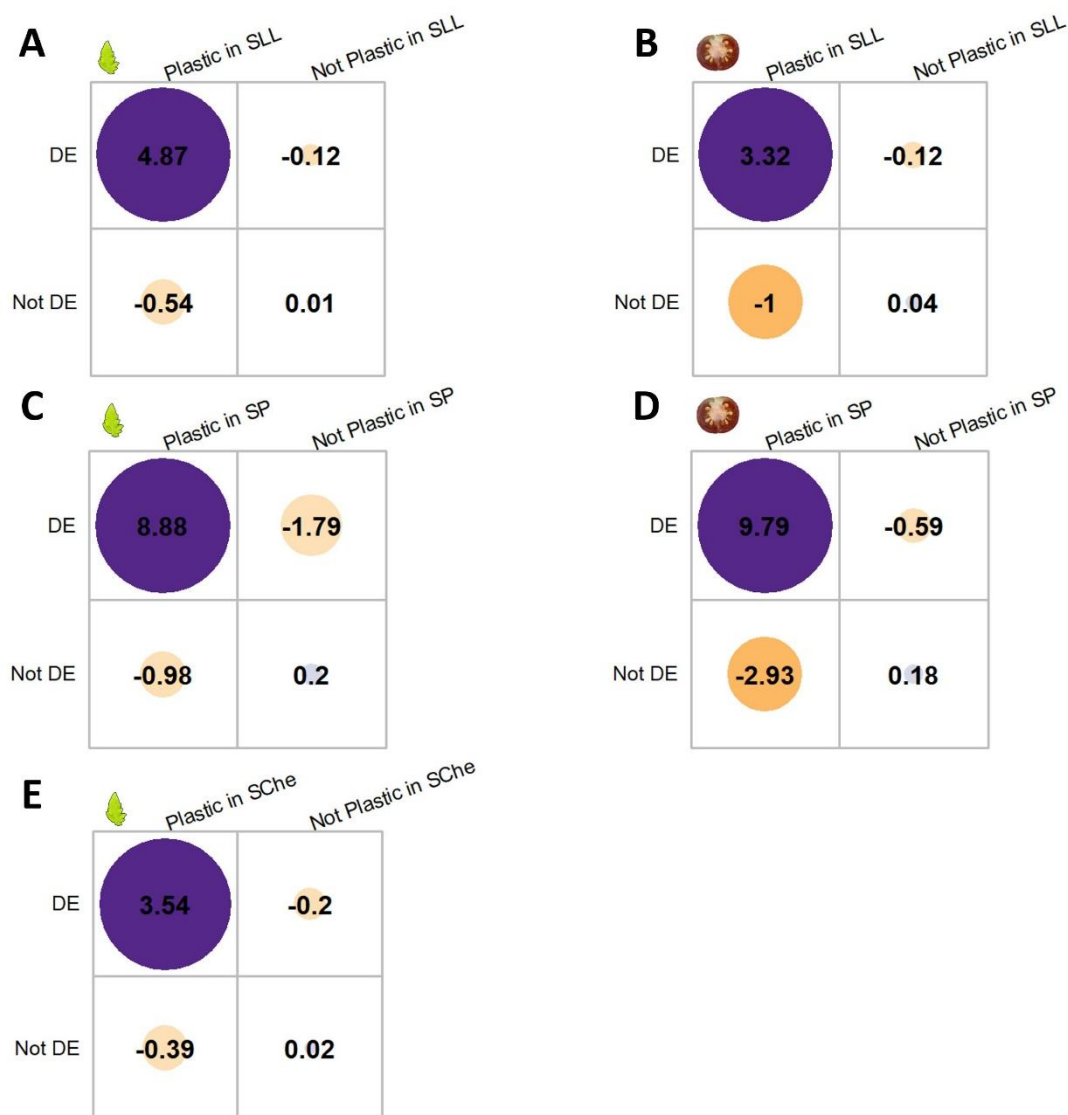 A
Plastic in SLL
Not Plastic in SLL
DE
4.87
-0.12
Not DE
-0.54
0.01
B
Plastic in SLL
Not Plastic in SLL
DE
3.32
-0.12
Not DE
-1
0.04
C
Plastic in SP
Not Plastic in SP
DE
8.88
-1.79
Not DE
-0.98
0.2
D
Plastic in SP
Not Plastic in SP
DE
9.79
-0.59
Not DE
-2.93
0.18
E
Plastic in SChe
Not Plastic in SChe
DE
3.54
-0.2
Not DE
-0.39
0.02